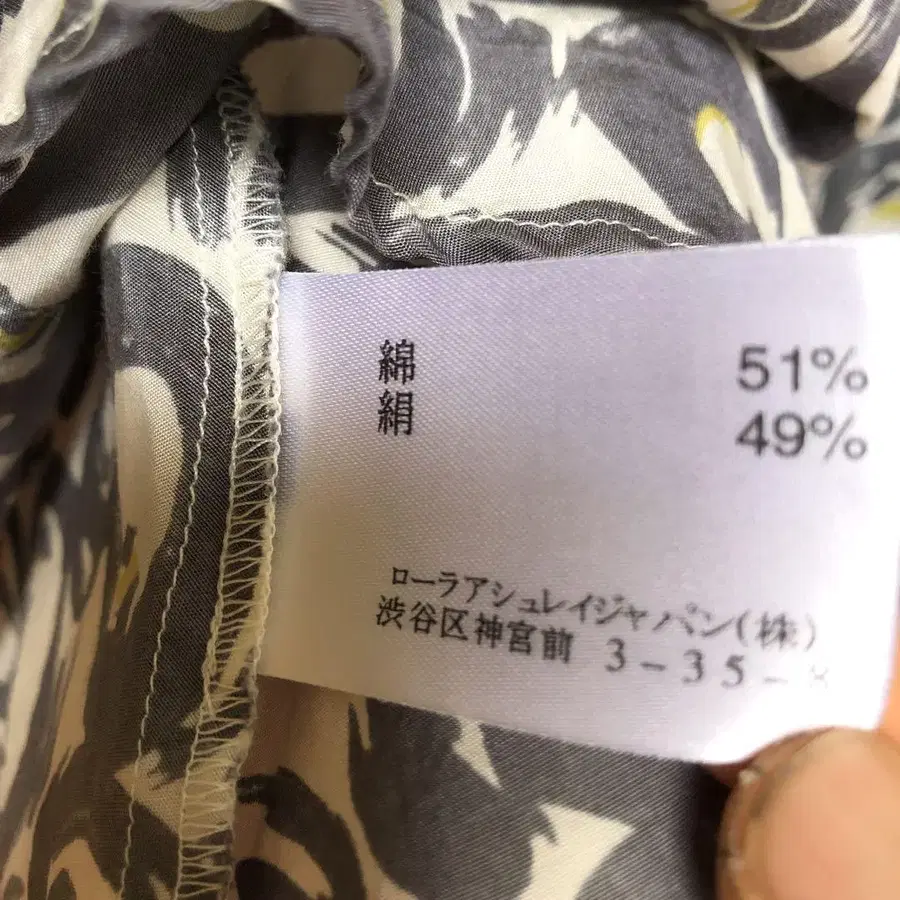 綿 51%
絹 49%
ローラアシュレイジャパン(株)
渋谷区神宮前 3-35-8